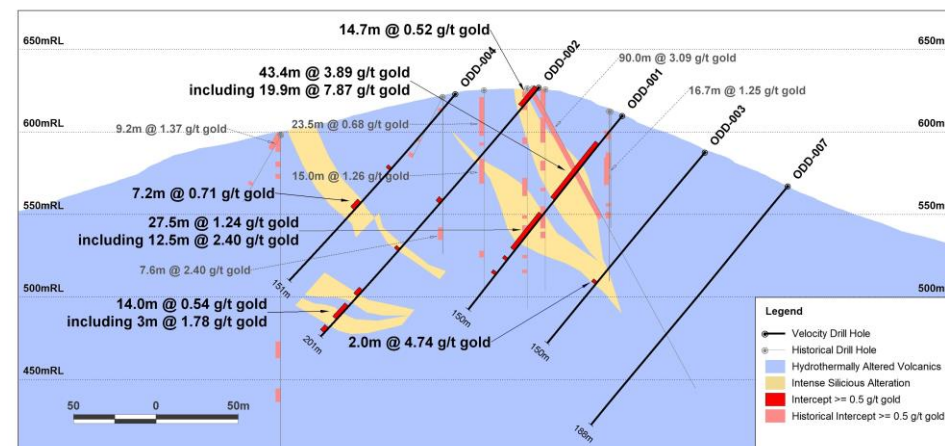 14.7m @ 0.52 g/t gold
650mRL
650m
ODD-004
ODD-002
43.4m @ 3.89 g/t gold
including 19.9m @ 7.87 g/t gold
90.0m @ 3.09 g/t gold
ODD-001
16.7m @ 1.25 g/t gold
600mRL
600m
9.2m @ 1.37 g/t gold
23.5m @ 0.68 g/t gold
ODD-003
15.0m @ 1.26 g/t gold
ODD-007
7.2m @ 0.71 g/t gold
550mRL
550m
27.5m @ 1.24 g/t gold
including 12.5m @ 2.40 g/t gold
7.6m @ 2.40 g/t gold
151m
500mRL
500m
14.0m @ 0.54 g/t gold
including 3m @ 1.78 g/t gold
201m
150m
2.0m @ 4.74 g/t gold
150m
450mRL
50 0 50m
188m
Legend
Velocity Drill Hole
Historical Drill Hole
Hydrothermally Altered Volcanics
Intense Silicious Alteration
Intercept >= 0.5 g/t gold
Historical Intercept >= 0.5 g/t gold